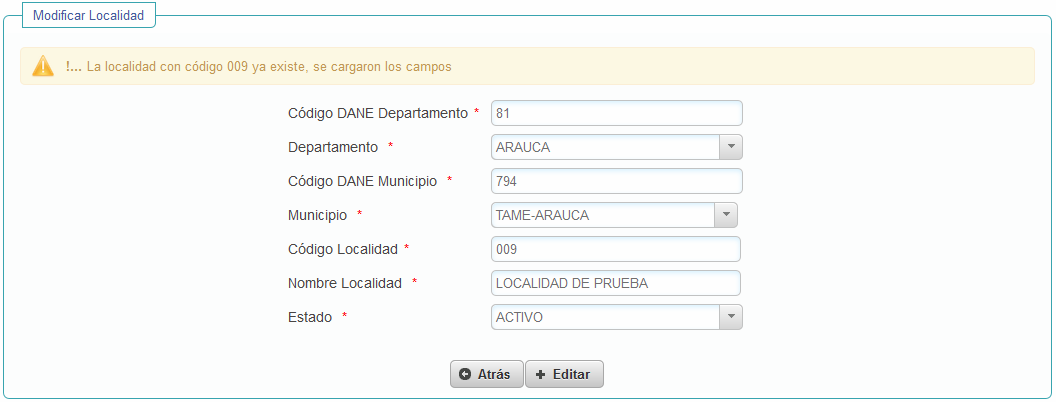 Modificar Localidad
!... La localidad con código 009 ya existe, se cargaron los campos
Código DANE Departamento * 81
Departamento * ARAUCA
Código DANE Municipio * 794
Municipio * TAME-ARAUCA
Código Localidad * 009
Nombre Localidad * LOCALIDAD DE PRUEBA
Estado * ACTIVO
Atrás Editar